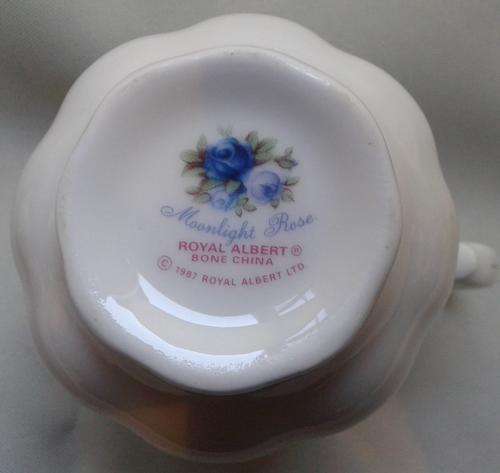 Moonlight Rose
ROYAL ALBERT ®
BONE CHINA
© 1987 ROYAL ALBERT LTD.